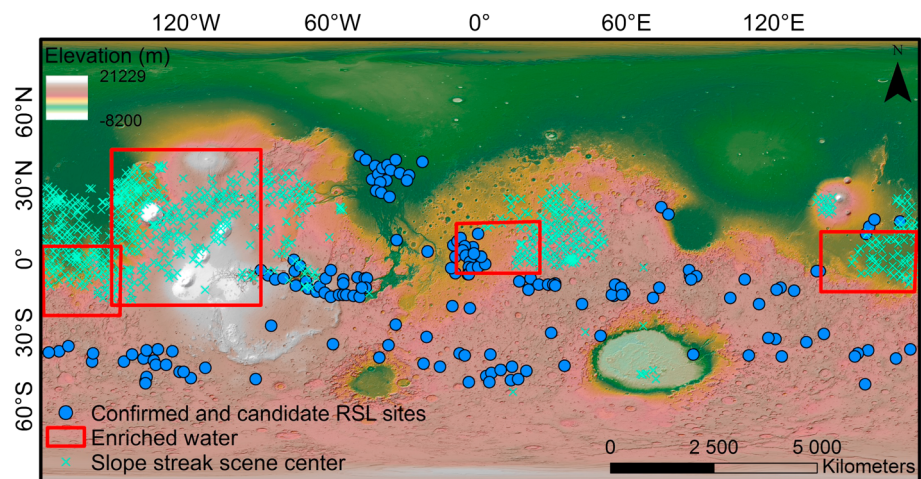 120°W 60°W 0° 60°E 120°E
Elevation (m)
21229
-8200
N
60°N
30°N
0°
30°S
60°S
Confirmed and candidate RSL sites
Enriched water
Slope streak scene center
0 2 500 5 000
Kilometers